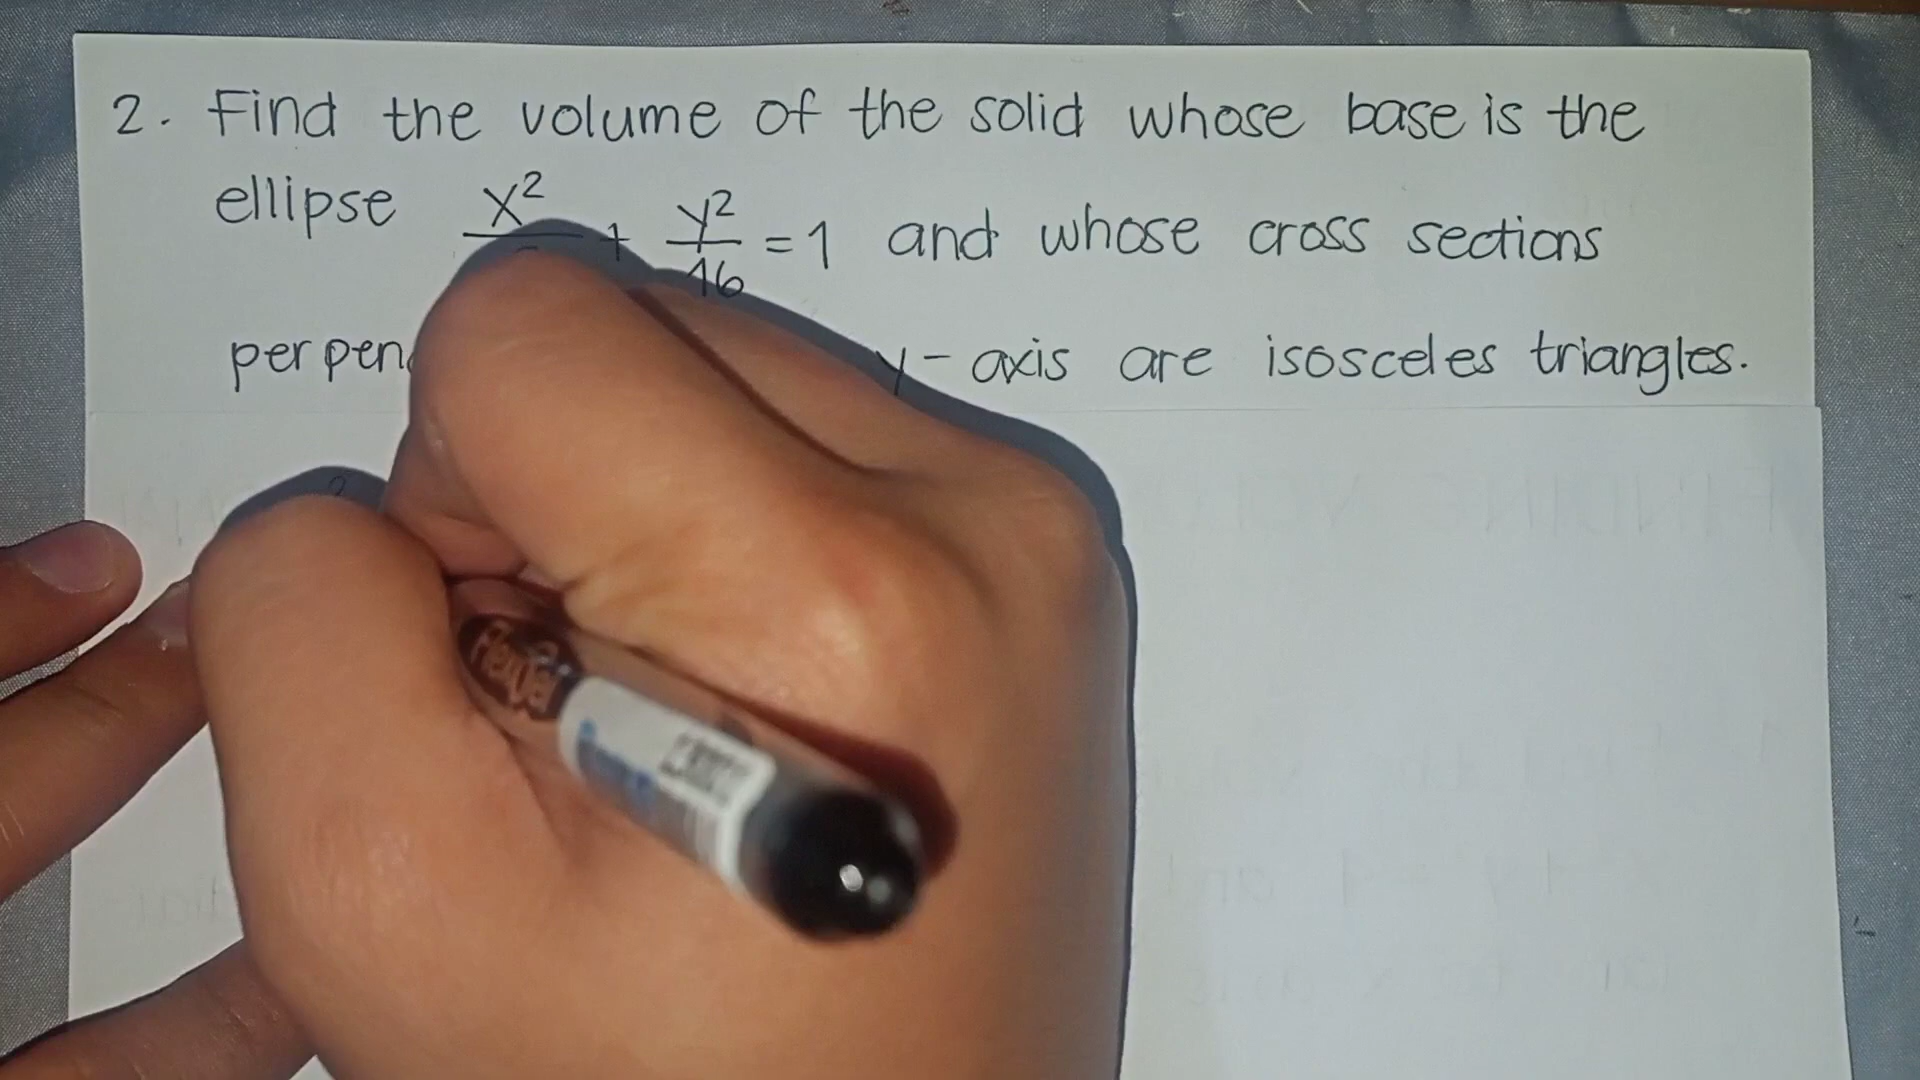 2. Find the volume of the solid whose base is the
ellipse x² + y²/16 = 1 and whose cross sections
y-axis are isosceles triangles.